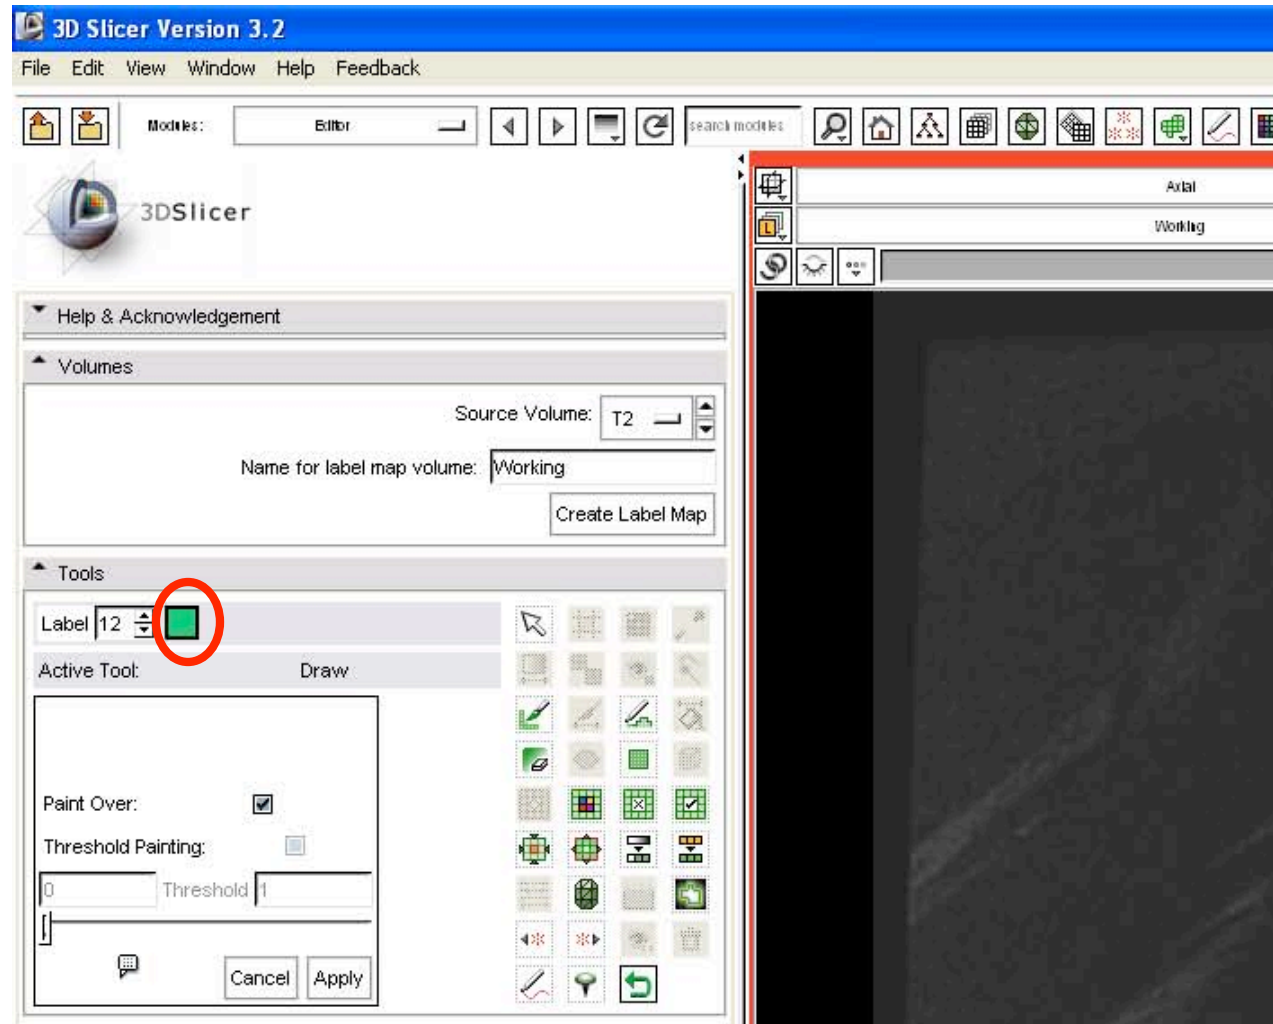 3D Slicer Version 3.2
File Edit View Window Help Feedback
Modules: Editor search modules
3DSlicer
Axial
Working
Help & Acknowledgement
Volumes
Source Volume: T2
Name for label map volume: Working
Create Label Map
Tools
Label 12
Active Tool: Draw
Paint Over:
Threshold Painting:
0 Threshold 1
Cancel Apply